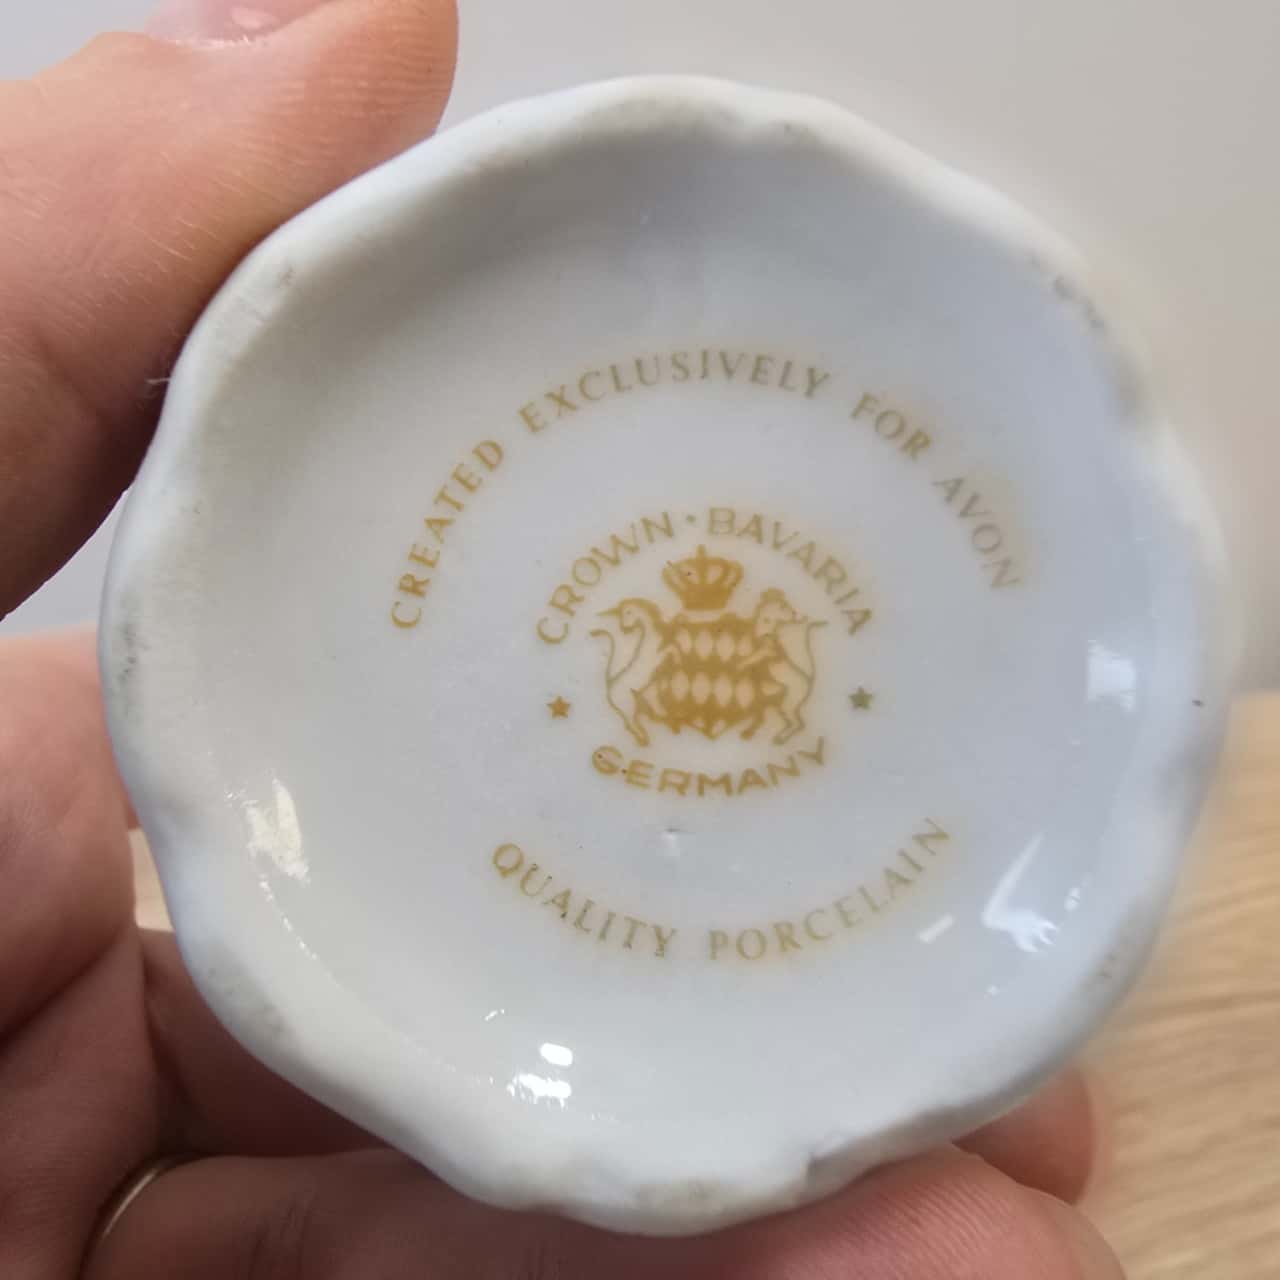 CREATED EXCLUSIVELY FOR AVON
CROWN · BAVARIA
GERMANY
QUALITY PORCELAIN